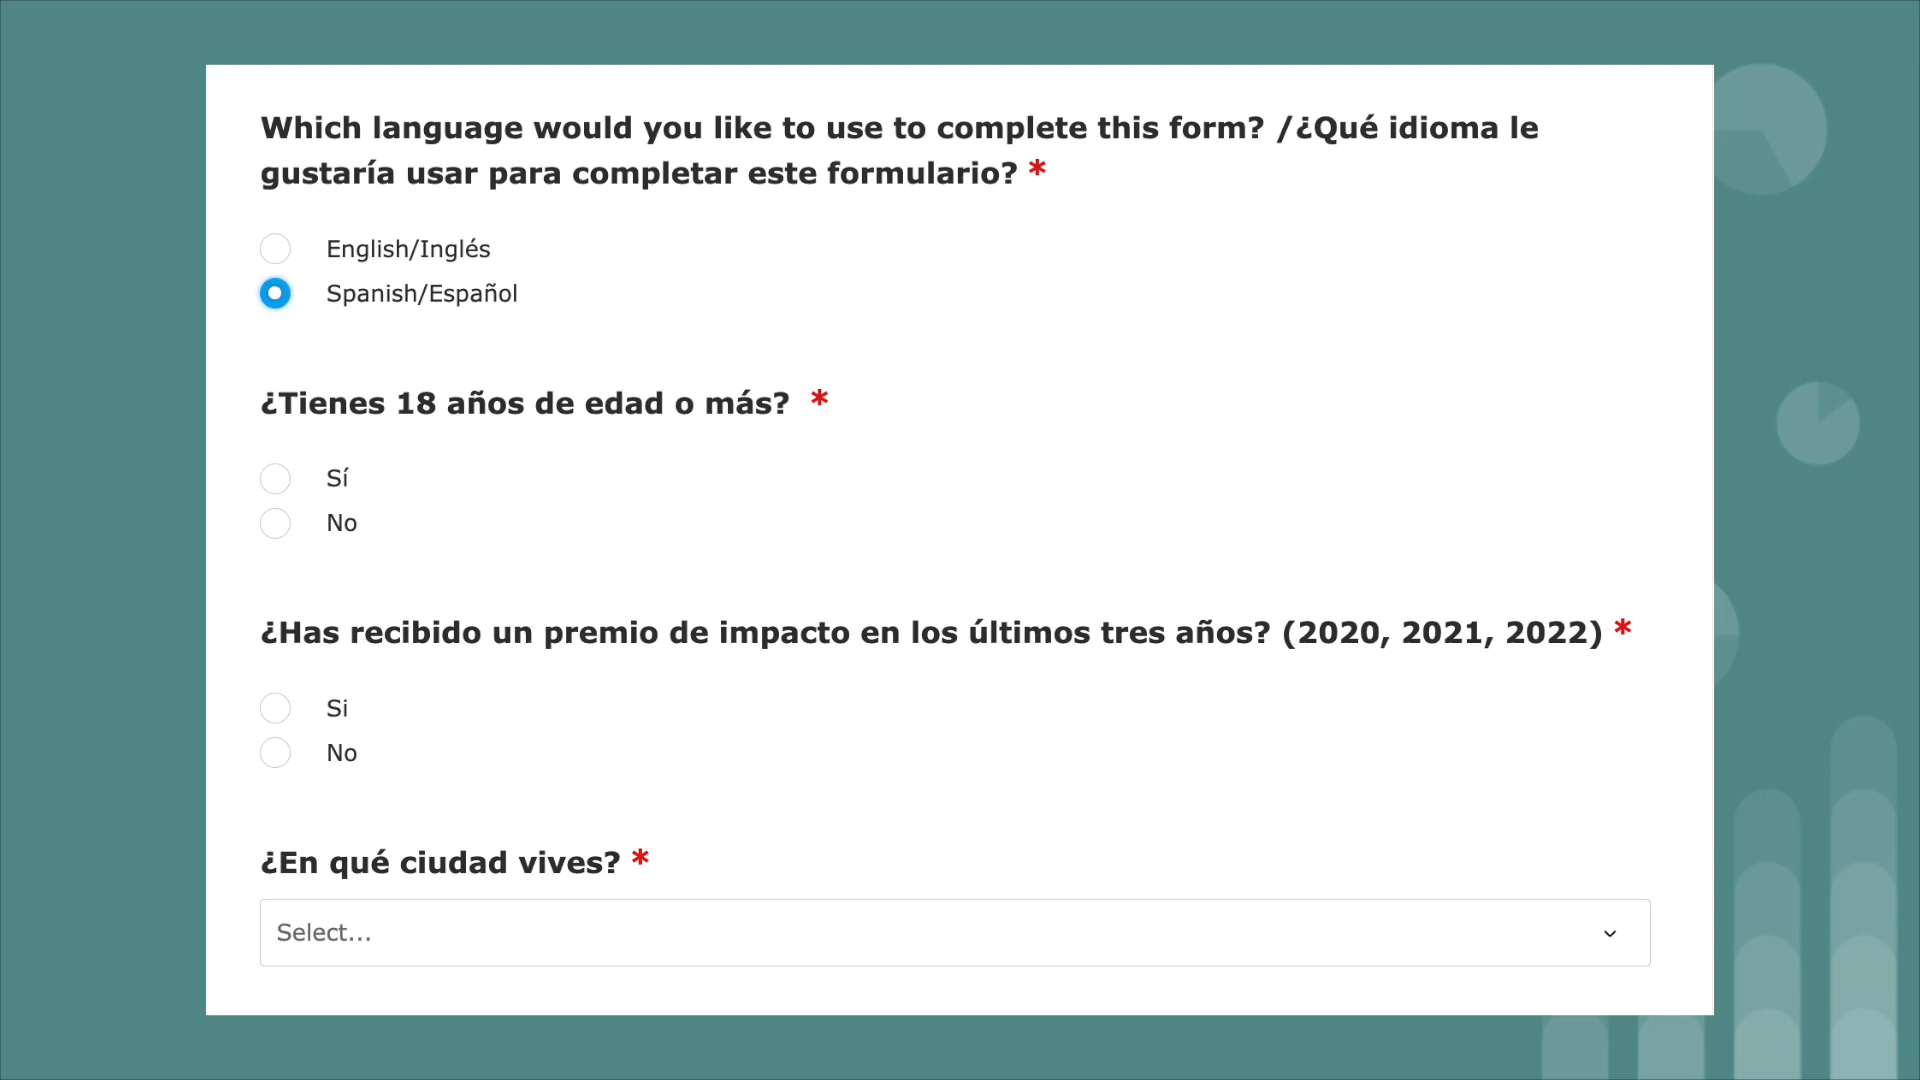 Which language would you like to use to complete this form? /¿Qué idioma le
gustaría usar para completar este formulario? *
English/Inglés
Spanish/Español
¿Tienes 18 años de edad o más? *
Sí
No
¿Has recibido un premio de impacto en los últimos tres años? (2020, 2021, 2022) *
Si
No
¿En qué ciudad vives? *
Select...